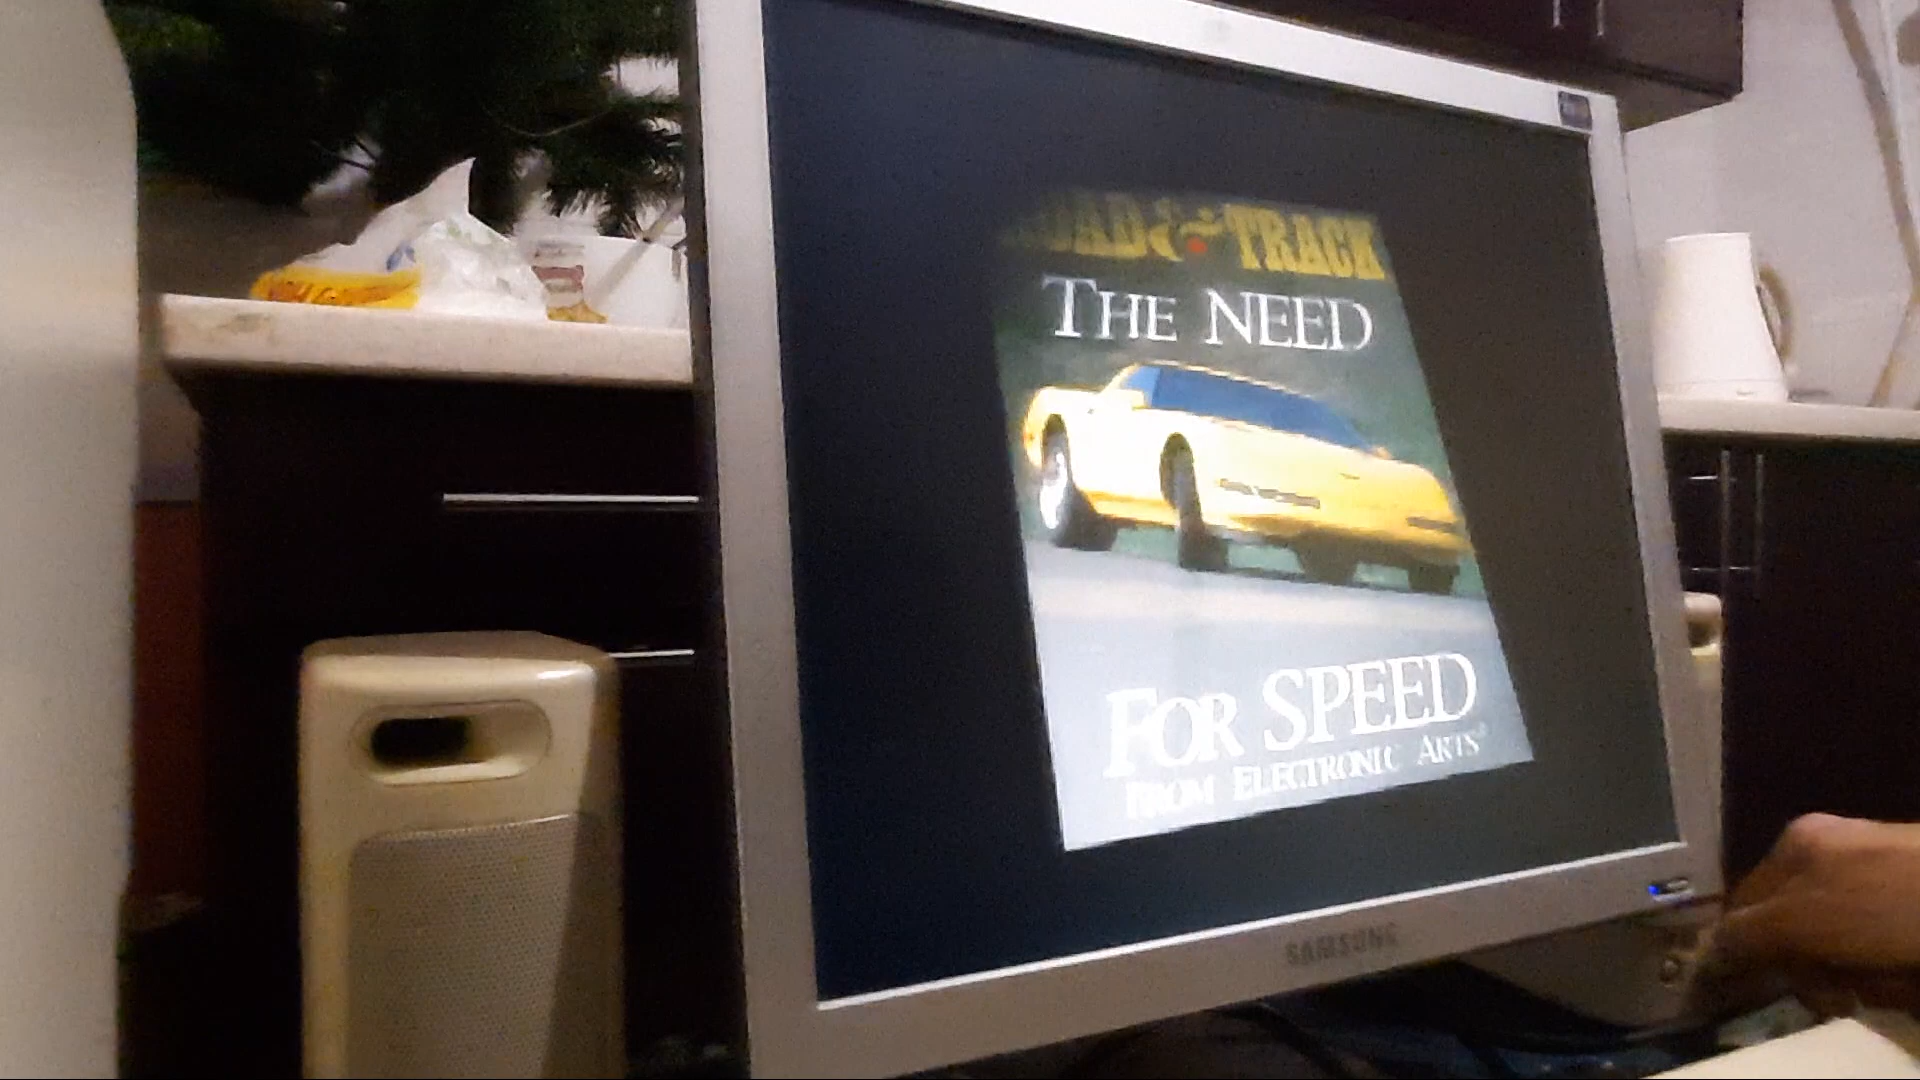 ROAD & TRACK
THE NEED
FOR SPEED
FROM ELECTRONIC ARTS
SAMSUNG